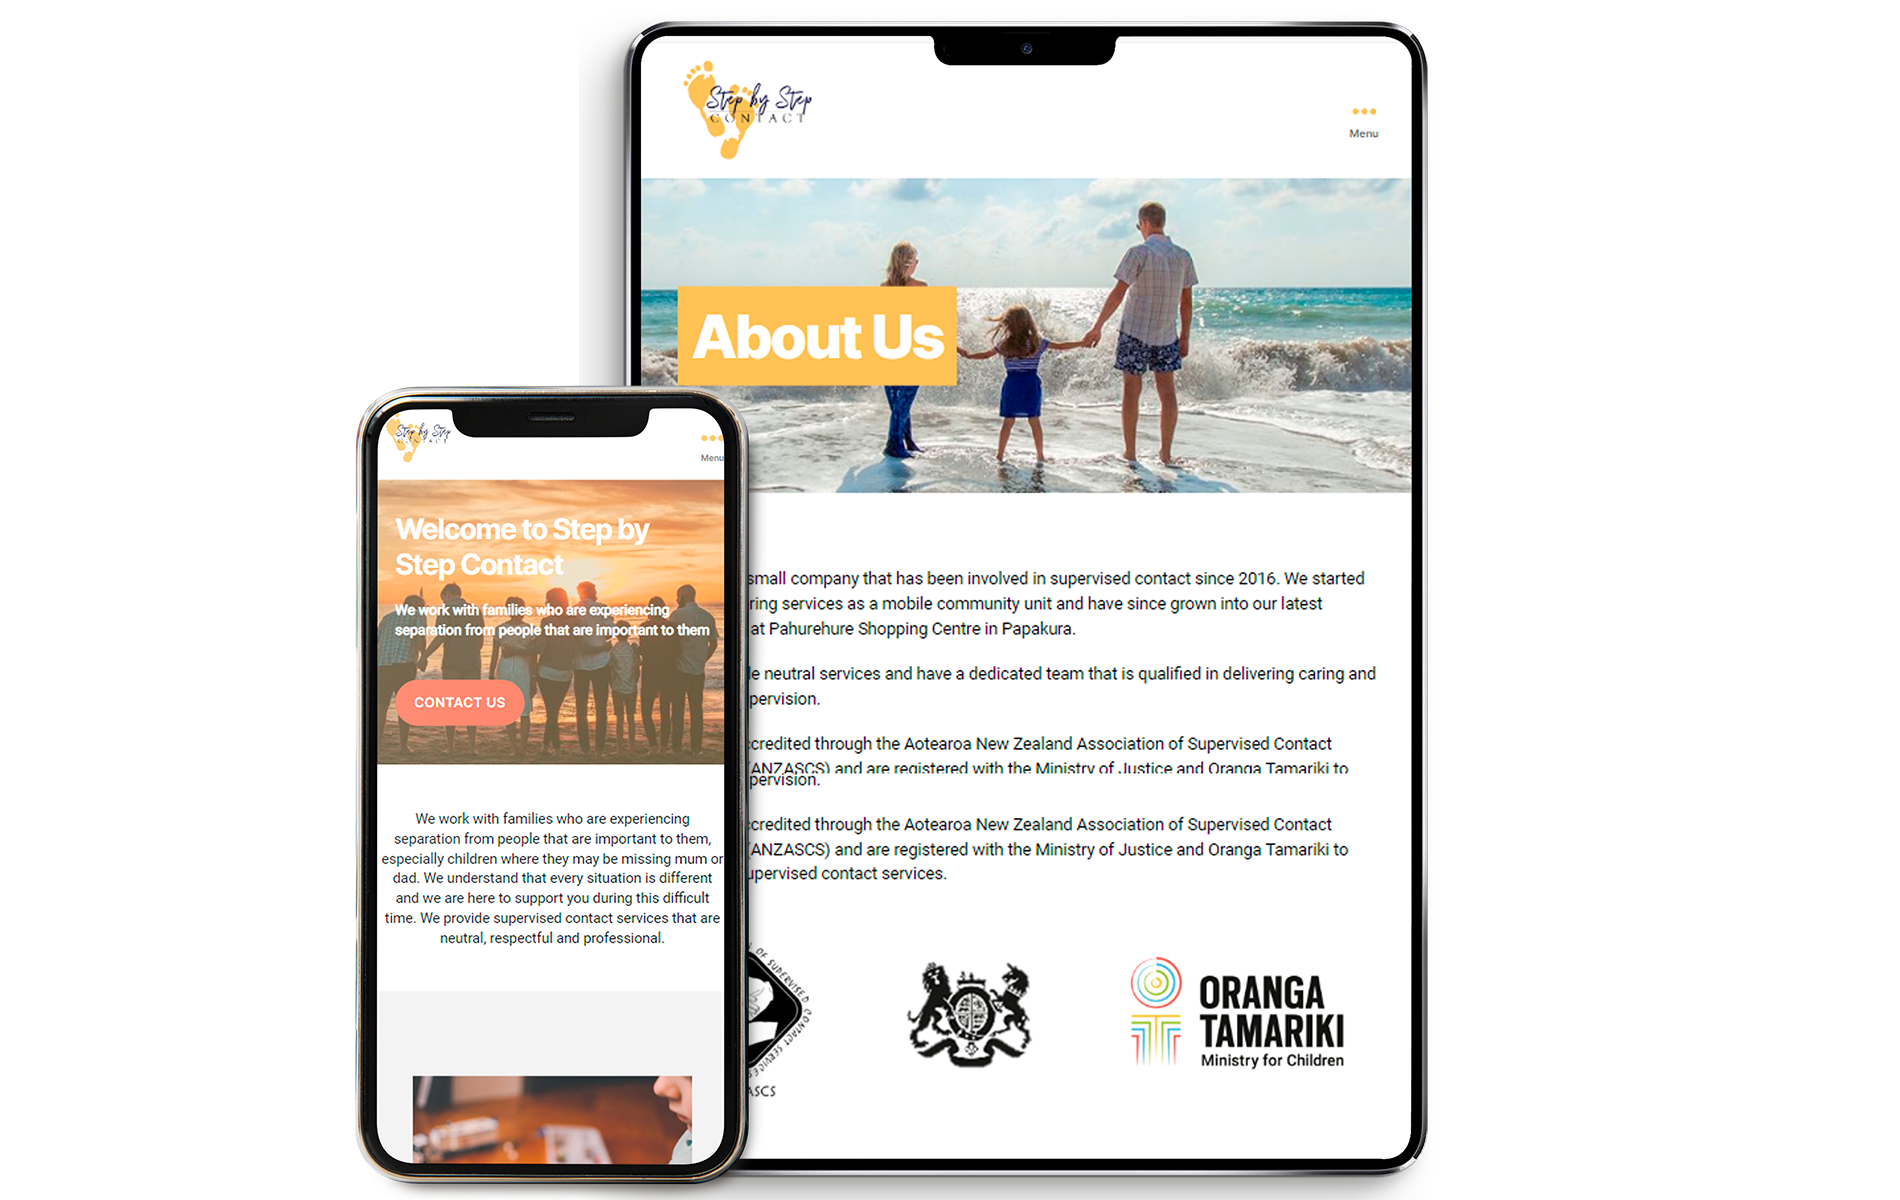 Step by Step
CONTACT
Menu
About Us
small company that has been involved in supervised contact since 2016. We started
ring services as a mobile community unit and have since grown into our latest
at Pahurehure Shopping Centre in Papakura.
neutral services and have a dedicated team that is qualified in delivering caring and
pervision.
ccredited through the Aotearoa New Zealand Association of Supervised Contact
(ANZASCS) and are registered with the Ministry of Justice and Oranga Tamariki to
pervision.
ccredited through the Aotearoa New Zealand Association of Supervised Contact
(ANZASCS) and are registered with the Ministry of Justice and Oranga Tamariki to
upervised contact services.
OF SUPERVISED CONTACT SERVICES
ASCS
ORANGA
TAMARIKI
Ministry for Children
Step by Step
CONTACT
Menu
Welcome to Step by
Step Contact
We work with families who are experiencing
separation from people that are important to them
CONTACT US
We work with families who are experiencing
separation from people that are important to them,
especially children where they may be missing mum or
dad. We understand that every situation is different
and we are here to support you during this difficult
time. We provide supervised contact services that are
neutral, respectful and professional.